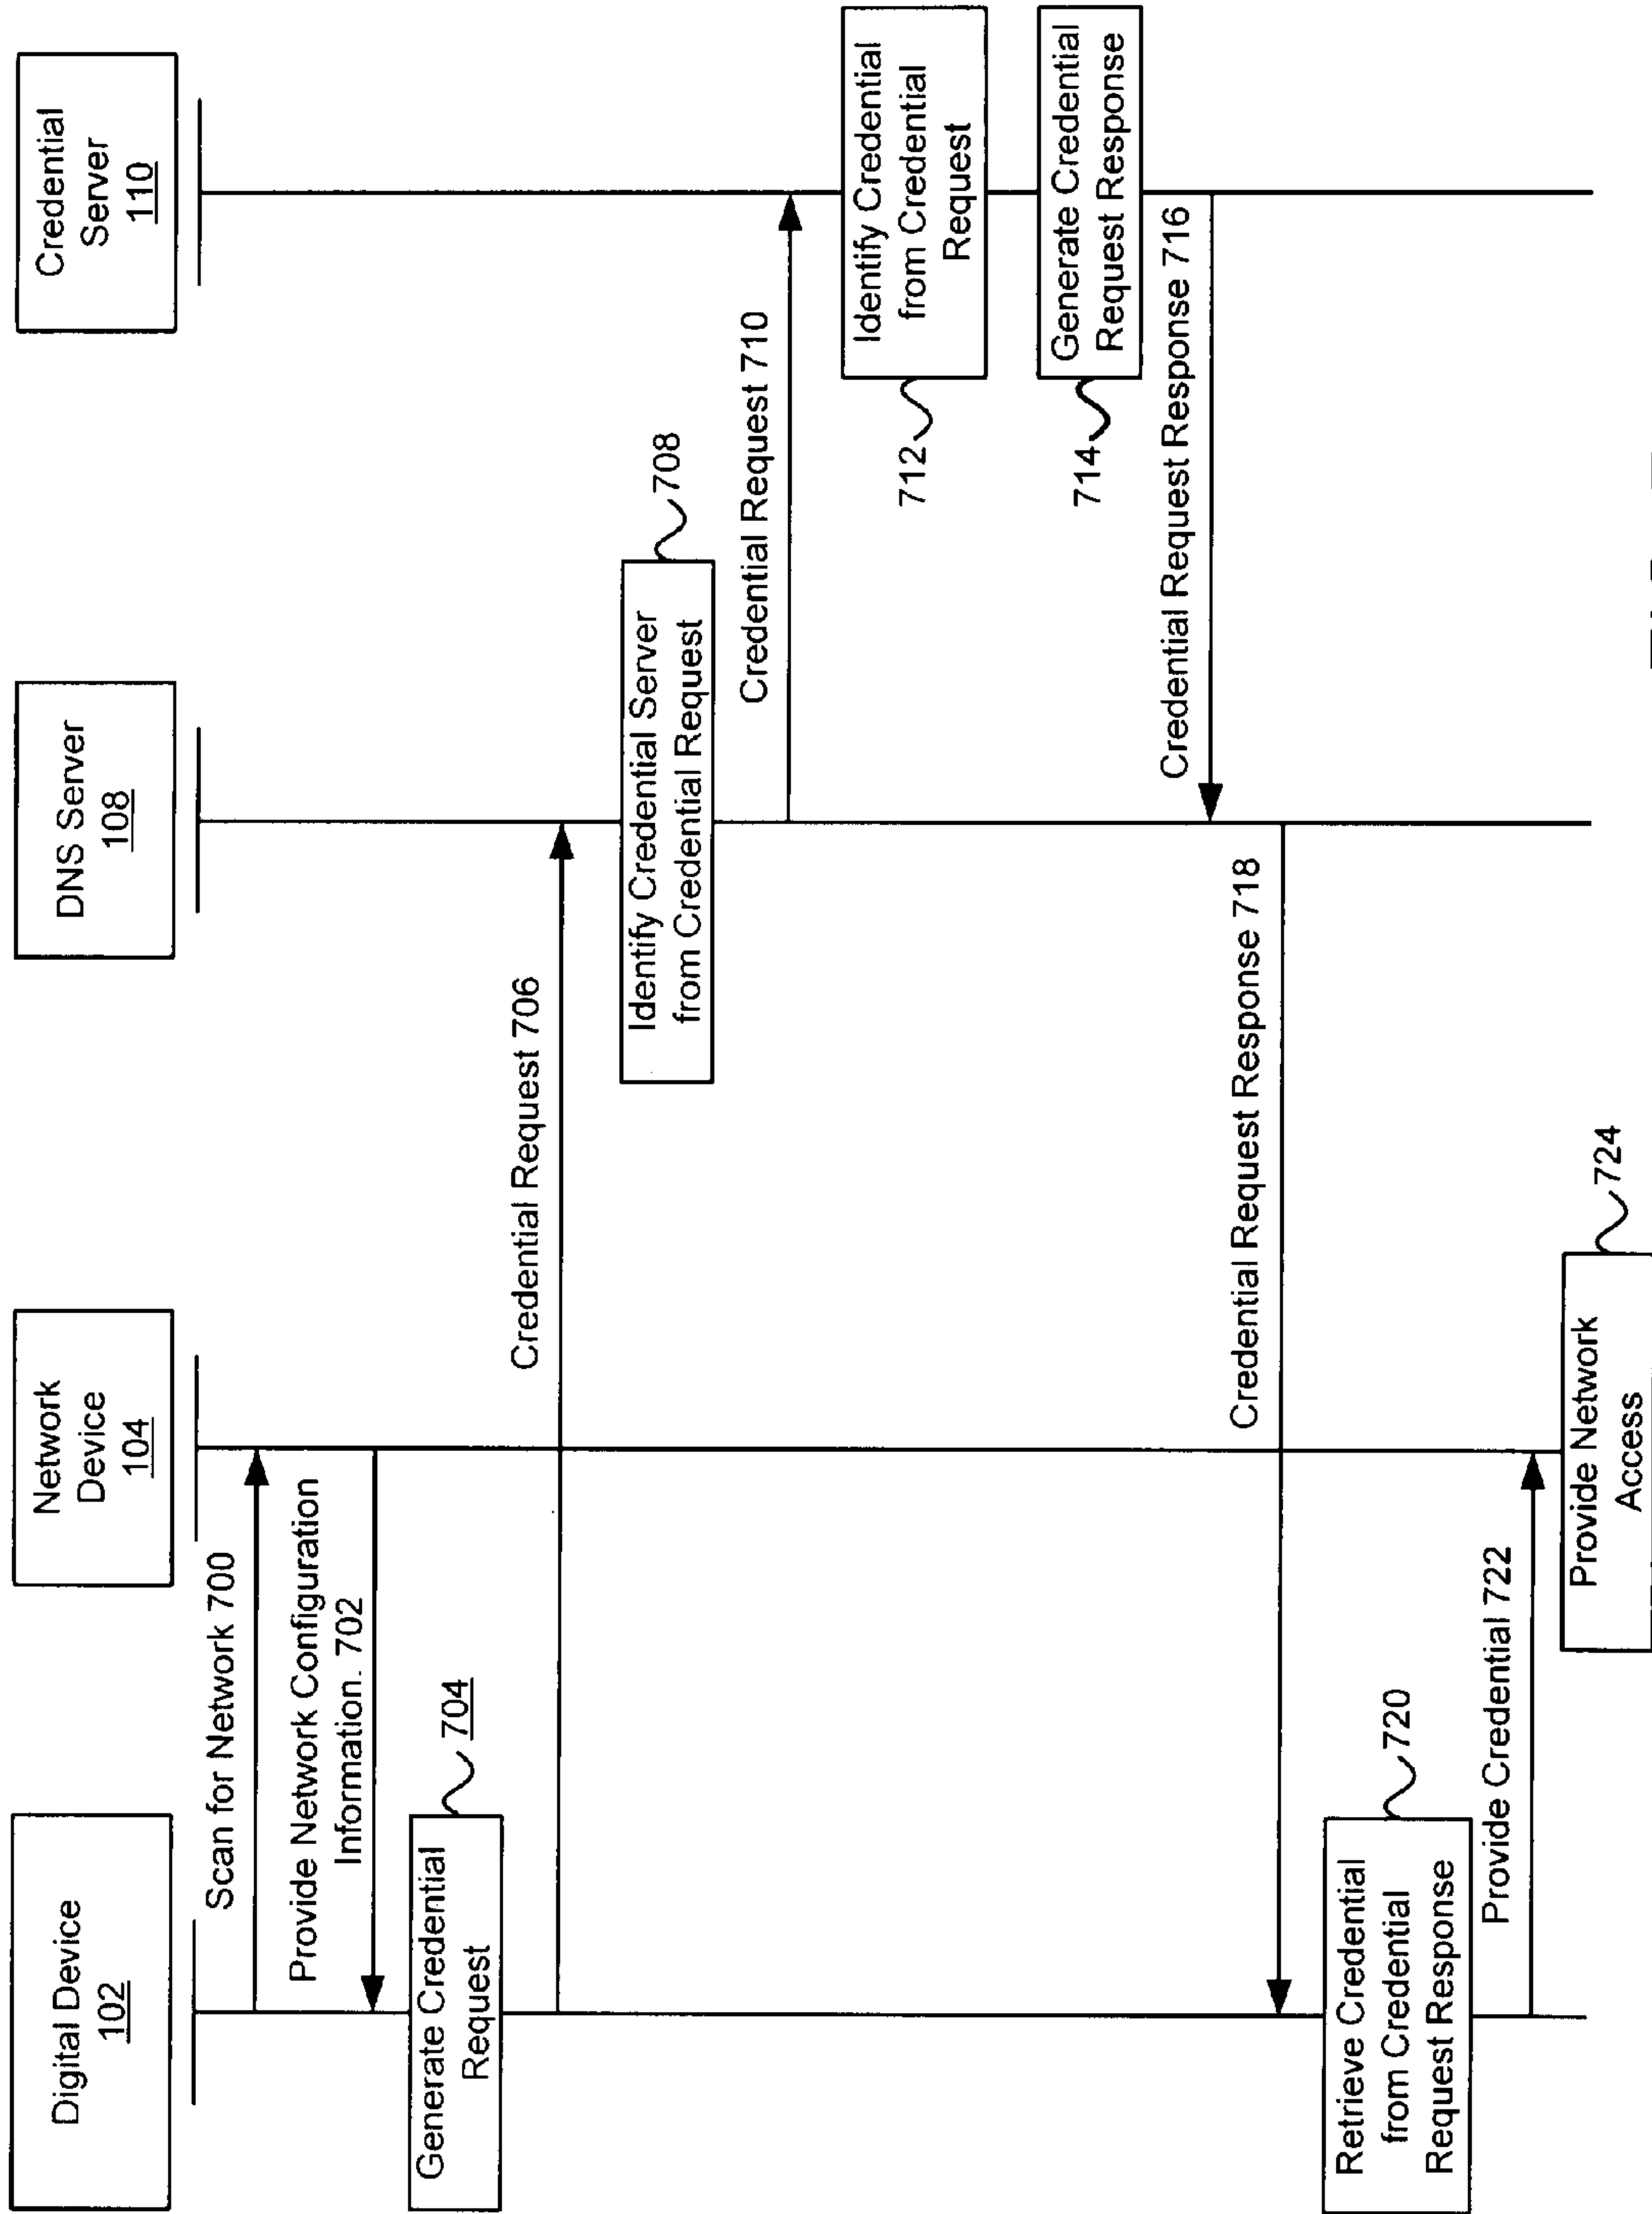 Digital Device
102
Network
Device
104
DNS Server
108
Credential
Server
110
Scan for Network 700
Provide Network Configuration
Information. 702
Generate Credential
Request
704
Credential Request 706
Identify Credential Server
from Credential Request
708
Credential Request 710
Identify Credential
from Credential
Request
712
Generate Credential
Request Response
714
Credential Request Response 716
Credential Request Response 718
Retrieve Credential
from Credential
Request Response
720
Provide Credential 722
Provide Network
Access
724